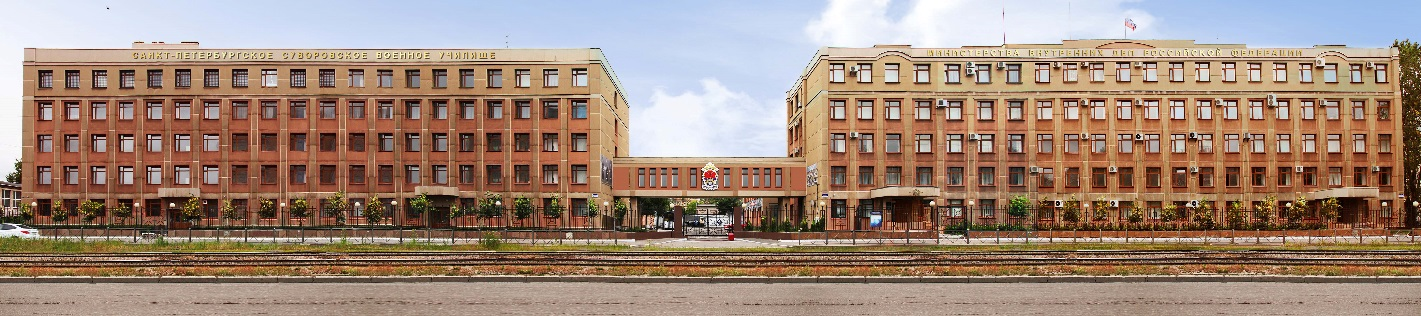 САНКТ-ПЕТЕРБУРГСКОЕ СУВОРОВСКОЕ ВОЕННОЕ УЧИЛИЩЕ
МИНИСТЕРСТВА ВНУТРЕННИХ ДЕЛ РОССИЙСКОЙ ФЕДЕРАЦИИ